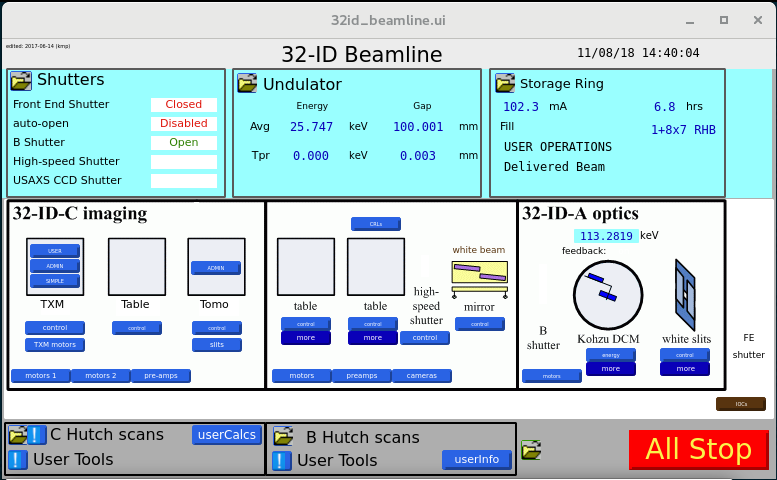 32id_beamline.ui
edited: 2017-06-14 (kmp)
32-ID Beamline
11/08/18 14:40:04
Shutters
Front End Shutter Closed
auto-open Disabled
B Shutter Open
High-speed Shutter
USAXS CCD Shutter
Undulator
Energy Gap
Avg 25.747 keV 100.001 mm
Tpr 0.000 keV 0.003 mm
Storage Ring
102.3 mA 6.8 hrs
Fill 1+8x7 RHB
USER OPERATIONS
Delivered Beam
32-ID-C imaging
USER
ADMIN
SIMPLE
ADMIN
TXM Table Tomo
control control control
TXM motors slits
motors 1 motors 2 pre-amps
CRLs
white beam
table table high-speed shutter mirror
control control control
more more control
motors preamps cameras
32-ID-A optics
113.2819 keV
feedback:
B shutter
Kohzu DCM white slits
energy control
more more
motors
FE shutter
IOCs
C Hutch scans userCalcs
User Tools
B Hutch scans
User Tools userInfo
All Stop